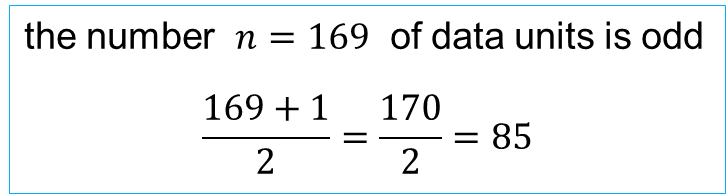 the number n = 169 of data units is odd
(169 + 1)/2 = 170/2 = 85